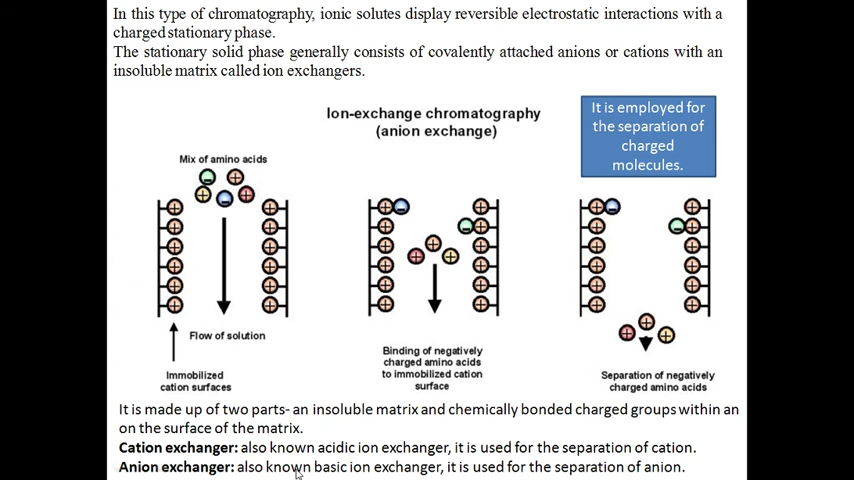 In this type of chromatography, ionic solutes display reversible electrostatic interactions with a
charged stationary phase.
The stationary solid phase generally consists of covalently attached anions or cations with an
insoluble matrix called ion exchangers.
Ion-exchange chromatography
(anion exchange)
It is employed for
the separation of
charged
molecules.
Mix of amino acids
Flow of solution
Immobilized
cation surfaces
Binding of negatively
charged amino acids
to immobilized cation
surface
Separation of negatively
charged amino acids
It is made up of two parts- an insoluble matrix and chemically bonded charged groups within an
on the surface of the matrix.
Cation exchanger: also known acidic ion exchanger, it is used for the separation of cation.
Anion exchanger: also known basic ion exchanger, it is used for the separation of anion.